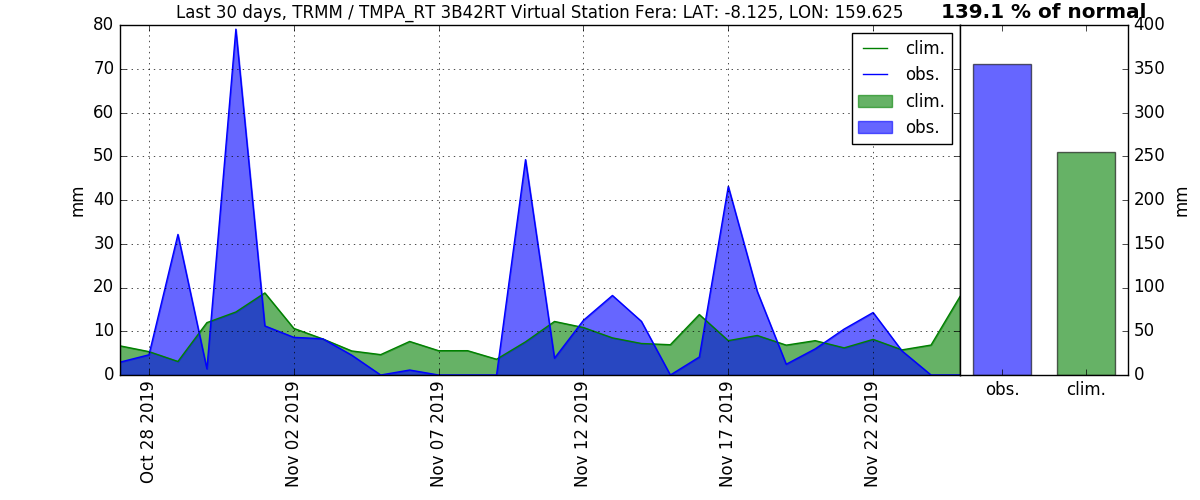 Last 30 days, TRMM / TMPA_RT 3B42RT Virtual Station Fera: LAT: -8.125, LON: 159.625
139.1 % of normal
80
70
60
50
40
30
20
10
0
mm
clim.
obs.
clim.
obs.
Oct 28 2019
Nov 02 2019
Nov 07 2019
Nov 12 2019
Nov 17 2019
Nov 22 2019
400
350
300
250
200
150
100
50
0
mm
obs.
clim.